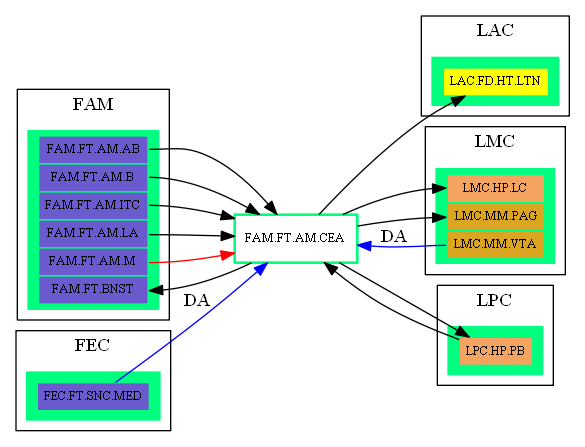 FAM
FAM.FT.AM.AB
FAM.FT.AM.B
FAM.FT.AM.ITC
FAM.FT.AM.LA
FAM.FT.AM.M
FAM.FT.BNST
FEC
FEC.FT.SNC.MED
DA
FAM.FT.AM.CEA
DA
LAC
LAC.FD.HT.LTN
LMC
LMC.HP.LC
LMC.MM.PAG
LMC.MM.VTA
LPC
LPC.HP.PB